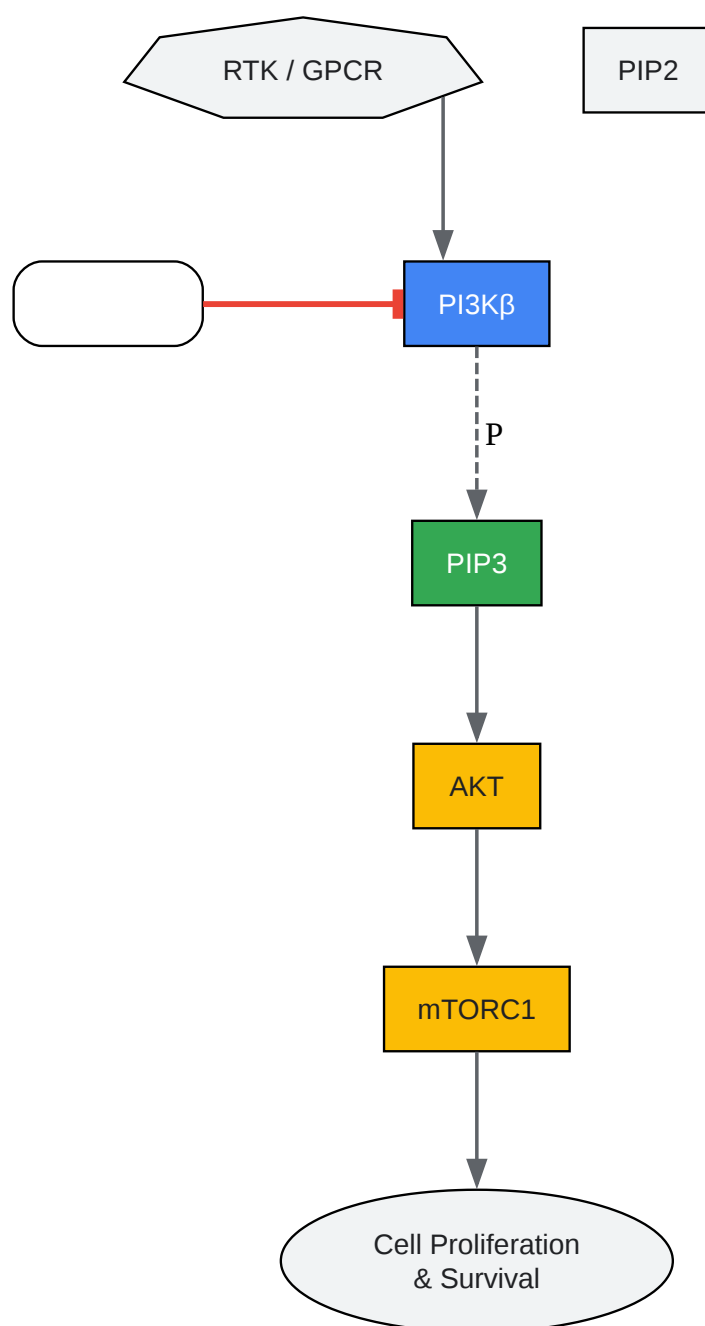 RTK / GPCR
PIP2
PI3Kβ
P
PIP3
AKT
mTORC1
Cell Proliferation
& Survival